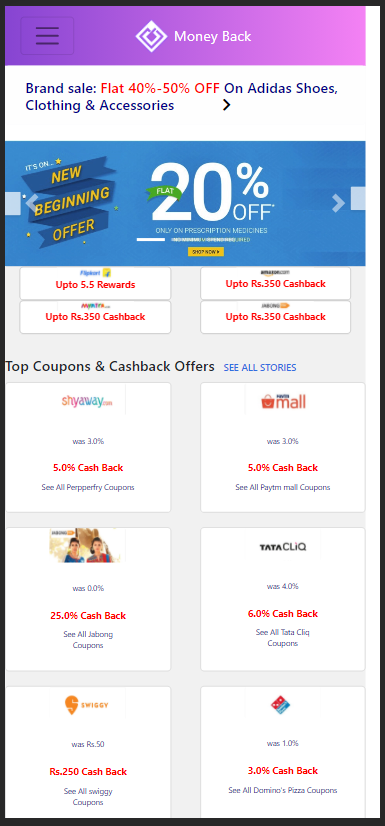 Money Back
Brand sale: Flat 40%-50% OFF On Adidas Shoes,
Clothing & Accessories
IT'S ON...
NEW
BEGINNING
OFFER
FLAT
20%
OFF*
ONLY ON PRESCRIPTION MEDICINES
NO MINIMUM SPEND REQUIRED
SHOP NOW
Flipkart
amazon.com
Upto 5.5 Rewards
Upto Rs.350 Cashback
Myntra.com
JABONG
Upto Rs.350 Cashback
Upto Rs.350 Cashback
Top Coupons & Cashback Offers SEE ALL STORIES
shyaway.com
PAYTM
mall
was 3.0%
was 3.0%
5.0% Cash Back
5.0% Cash Back
See All Perpperfry Coupons
See All Paytm mall Coupons
JABONG
TATA CLiQ
was 0.0%
was 4.0%
25.0% Cash Back
6.0% Cash Back
See All Jabong
Coupons
See All Tata Cliq
Coupons
SWIGGY
was Rs.50
was 1.0%
Rs.250 Cash Back
3.0% Cash Back
See All swiggy
Coupons
See All Domino's Pizza Coupons